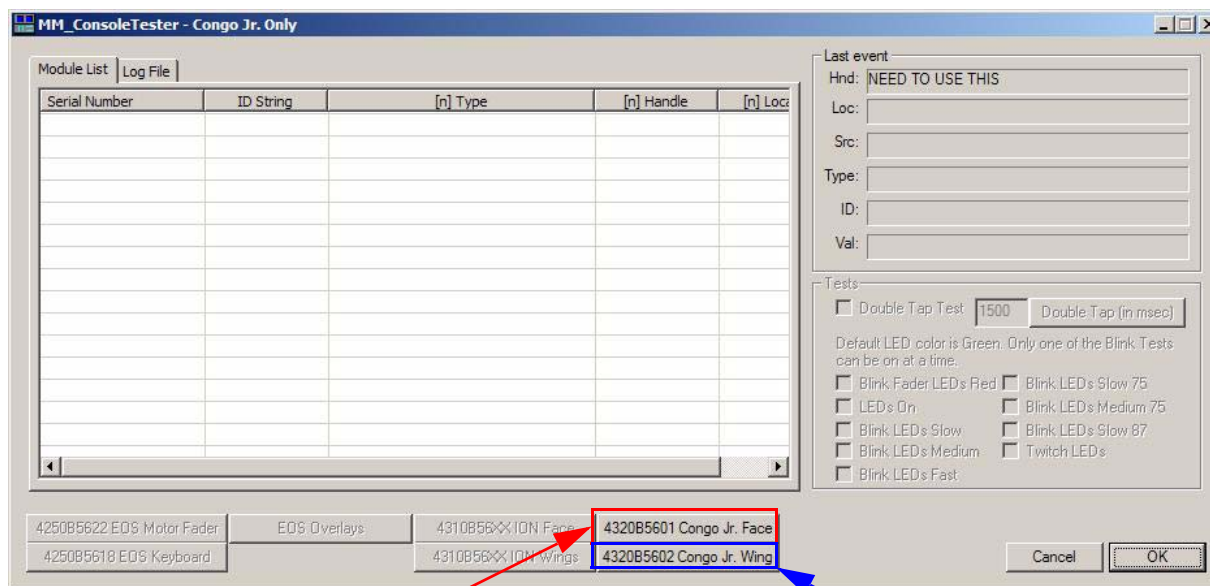 MM_ConsoleTester - Congo Jr. Only
Module List
Log File
Serial Number
ID String
[n] Type
[n] Handle
[n] Loca
Last event
Hnd: NEED TO USE THIS
Loc:
Src:
Type:
ID:
Val:
Tests
Double Tap Test
1500
Double Tap (in msec)
Default LED color is Green. Only one of the Blink Tests
can be on at a time.
Blink Fader LEDs Red
Blink LEDs Slow 75
LEDs On
Blink LEDs Medium 75
Blink LEDs Slow
Blink LEDs Slow 87
Blink LEDs Medium
Twitch LEDs
Blink LEDs Fast
4250B5622 EOS Motor Fader
EOS Overlays
4310B56XX ION Face
4320B5601 Congo Jr. Face
4250B5618 EOS Keyboard
4310B56XX ION Wings
4320B5602 Congo Jr. Wing
Cancel
OK